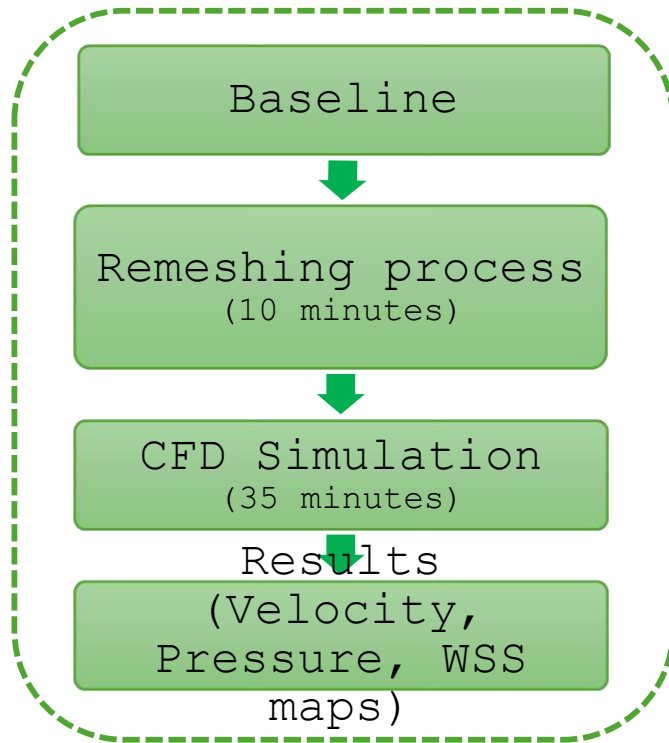 Baseline
Remeshing process
(10 minutes)
CFD Simulation
(35 minutes)
Results
(Velocity,
Pressure, WSS
maps)